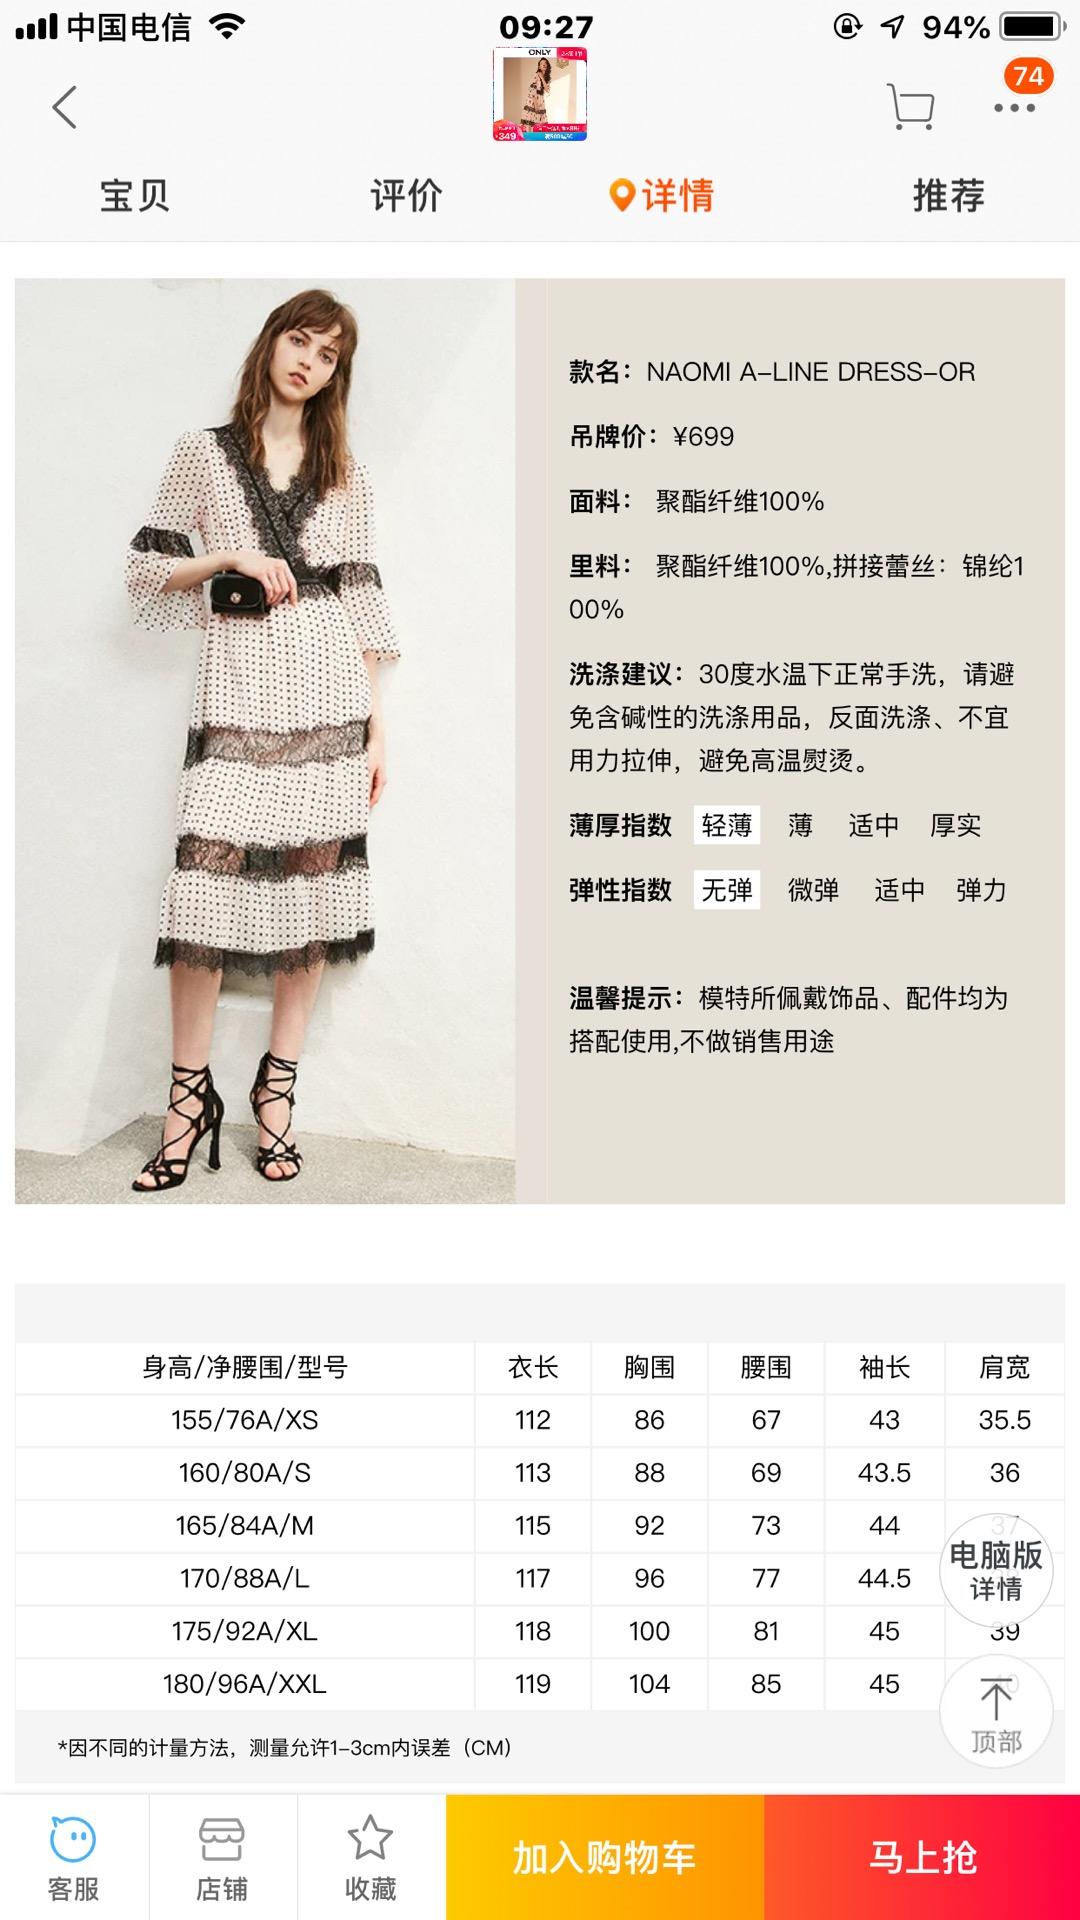 中国电信
09:27
94%
ONLY
349
74
宝贝
评价
详情
推荐
款名：NAOMI A-LINE DRESS-OR
吊牌价：¥699
面料： 聚酯纤维100%
里料： 聚酯纤维100%,拼接蕾丝：锦纶1
00%
洗涤建议：30度水温下正常手洗，请避
免含碱性的洗涤用品，反面洗涤、不宜
用力拉伸，避免高温熨烫。
薄厚指数 轻薄 薄 适中 厚实
弹性指数 无弹 微弹 适中 弹力
温馨提示：模特所佩戴饰品、配件均为
搭配使用,不做销售用途
身高/净腰围/型号 衣长 胸围 腰围 袖长 肩宽
155/76A/XS 112 86 67 43 35.5
160/80A/S 113 88 69 43.5 36
165/84A/M 115 92 73 44 37
170/88A/L 117 96 77 44.5
175/92A/XL 118 100 81 45 39
180/96A/XXL 119 104 85 45
电脑版
详情
顶部
*因不同的计量方法，测量允许1-3cm内误差（CM）
客服
店铺
收藏
加入购物车
马上抢